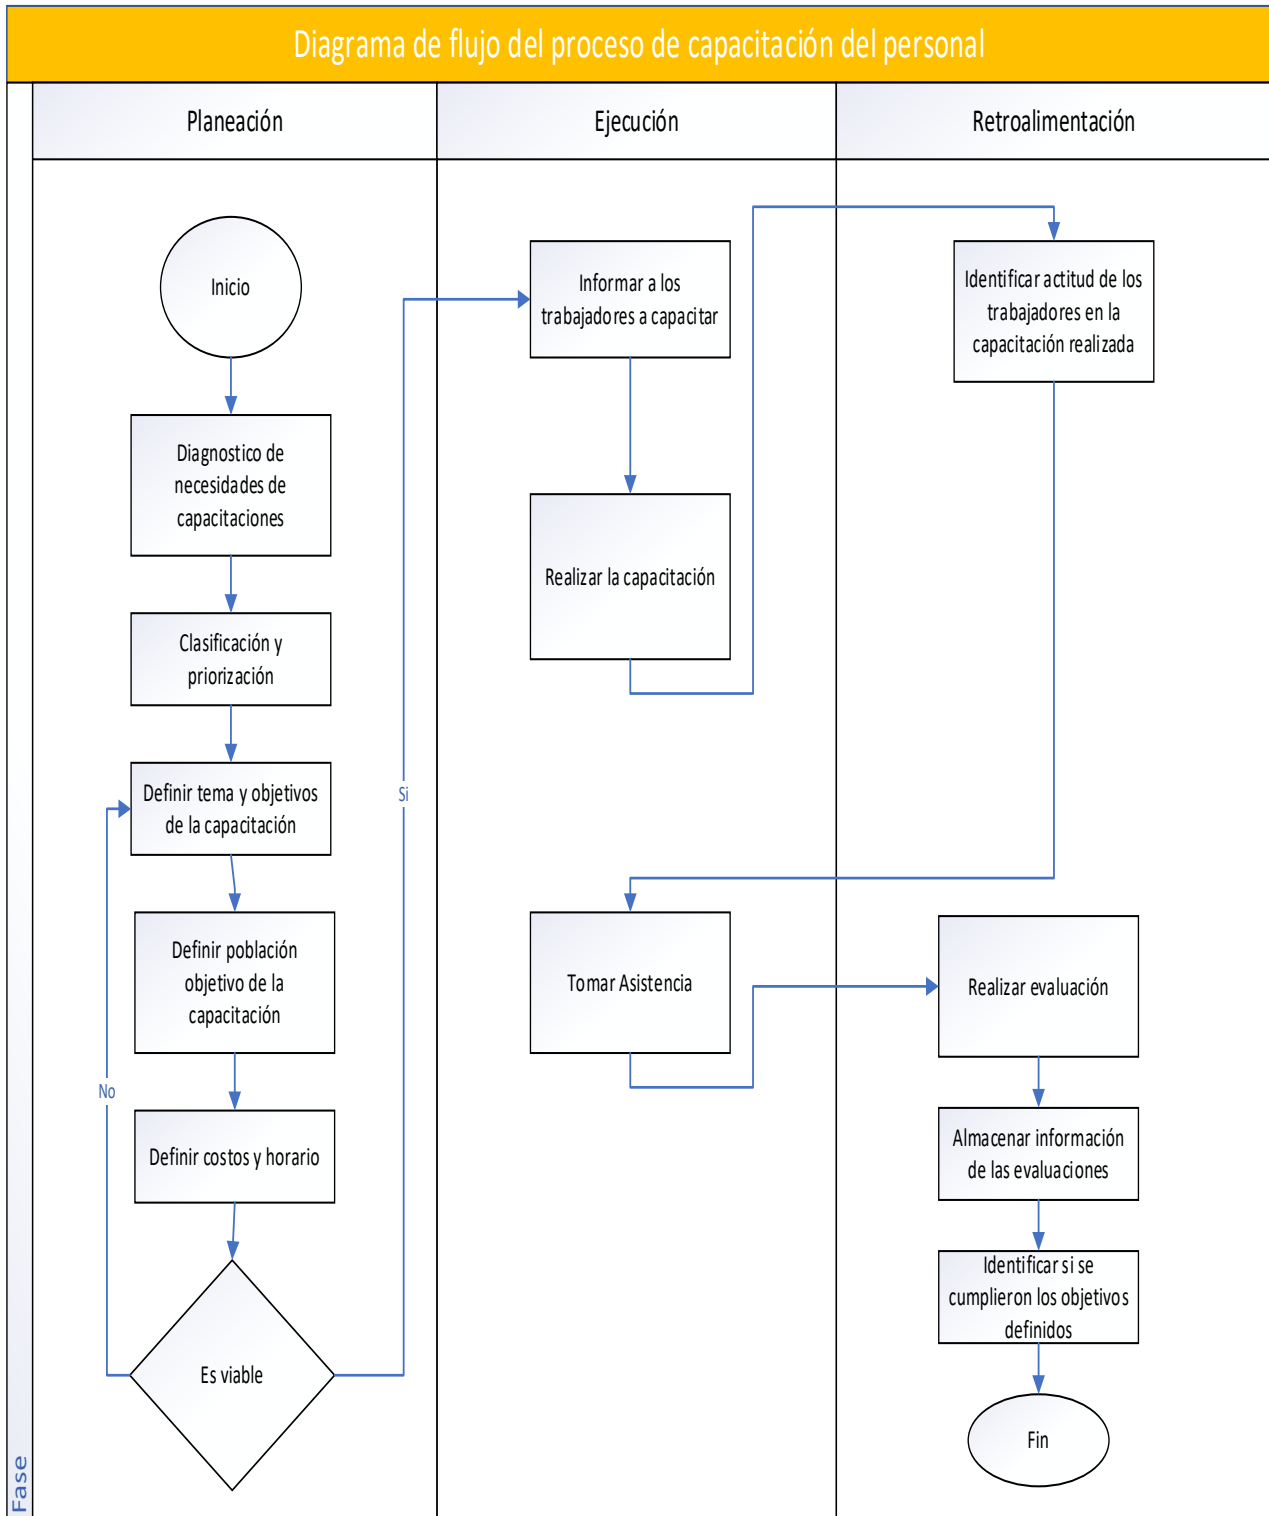 Diagrama de flujo del proceso de capacitación del personal
Planeación
Ejecución
Retroalimentación
Inicio
Diagnostico de
necesidades de
capacitaciones
Clasificación y
priorización
Definir tema y objetivos
de la capacitación
Definir población
objetivo de la
capacitación
No
Definir costos y horario
Es viable
Si
Informar a los
trabajadores a capacitar
Realizar la capacitación
Identificar actitud de los
trabajadores en la
capacitación realizada
Tomar Asistencia
Realizar evaluación
Almacenar información
de las evaluaciones
Identificar si se
cumplieron los objetivos
definidos
Fin
Fase